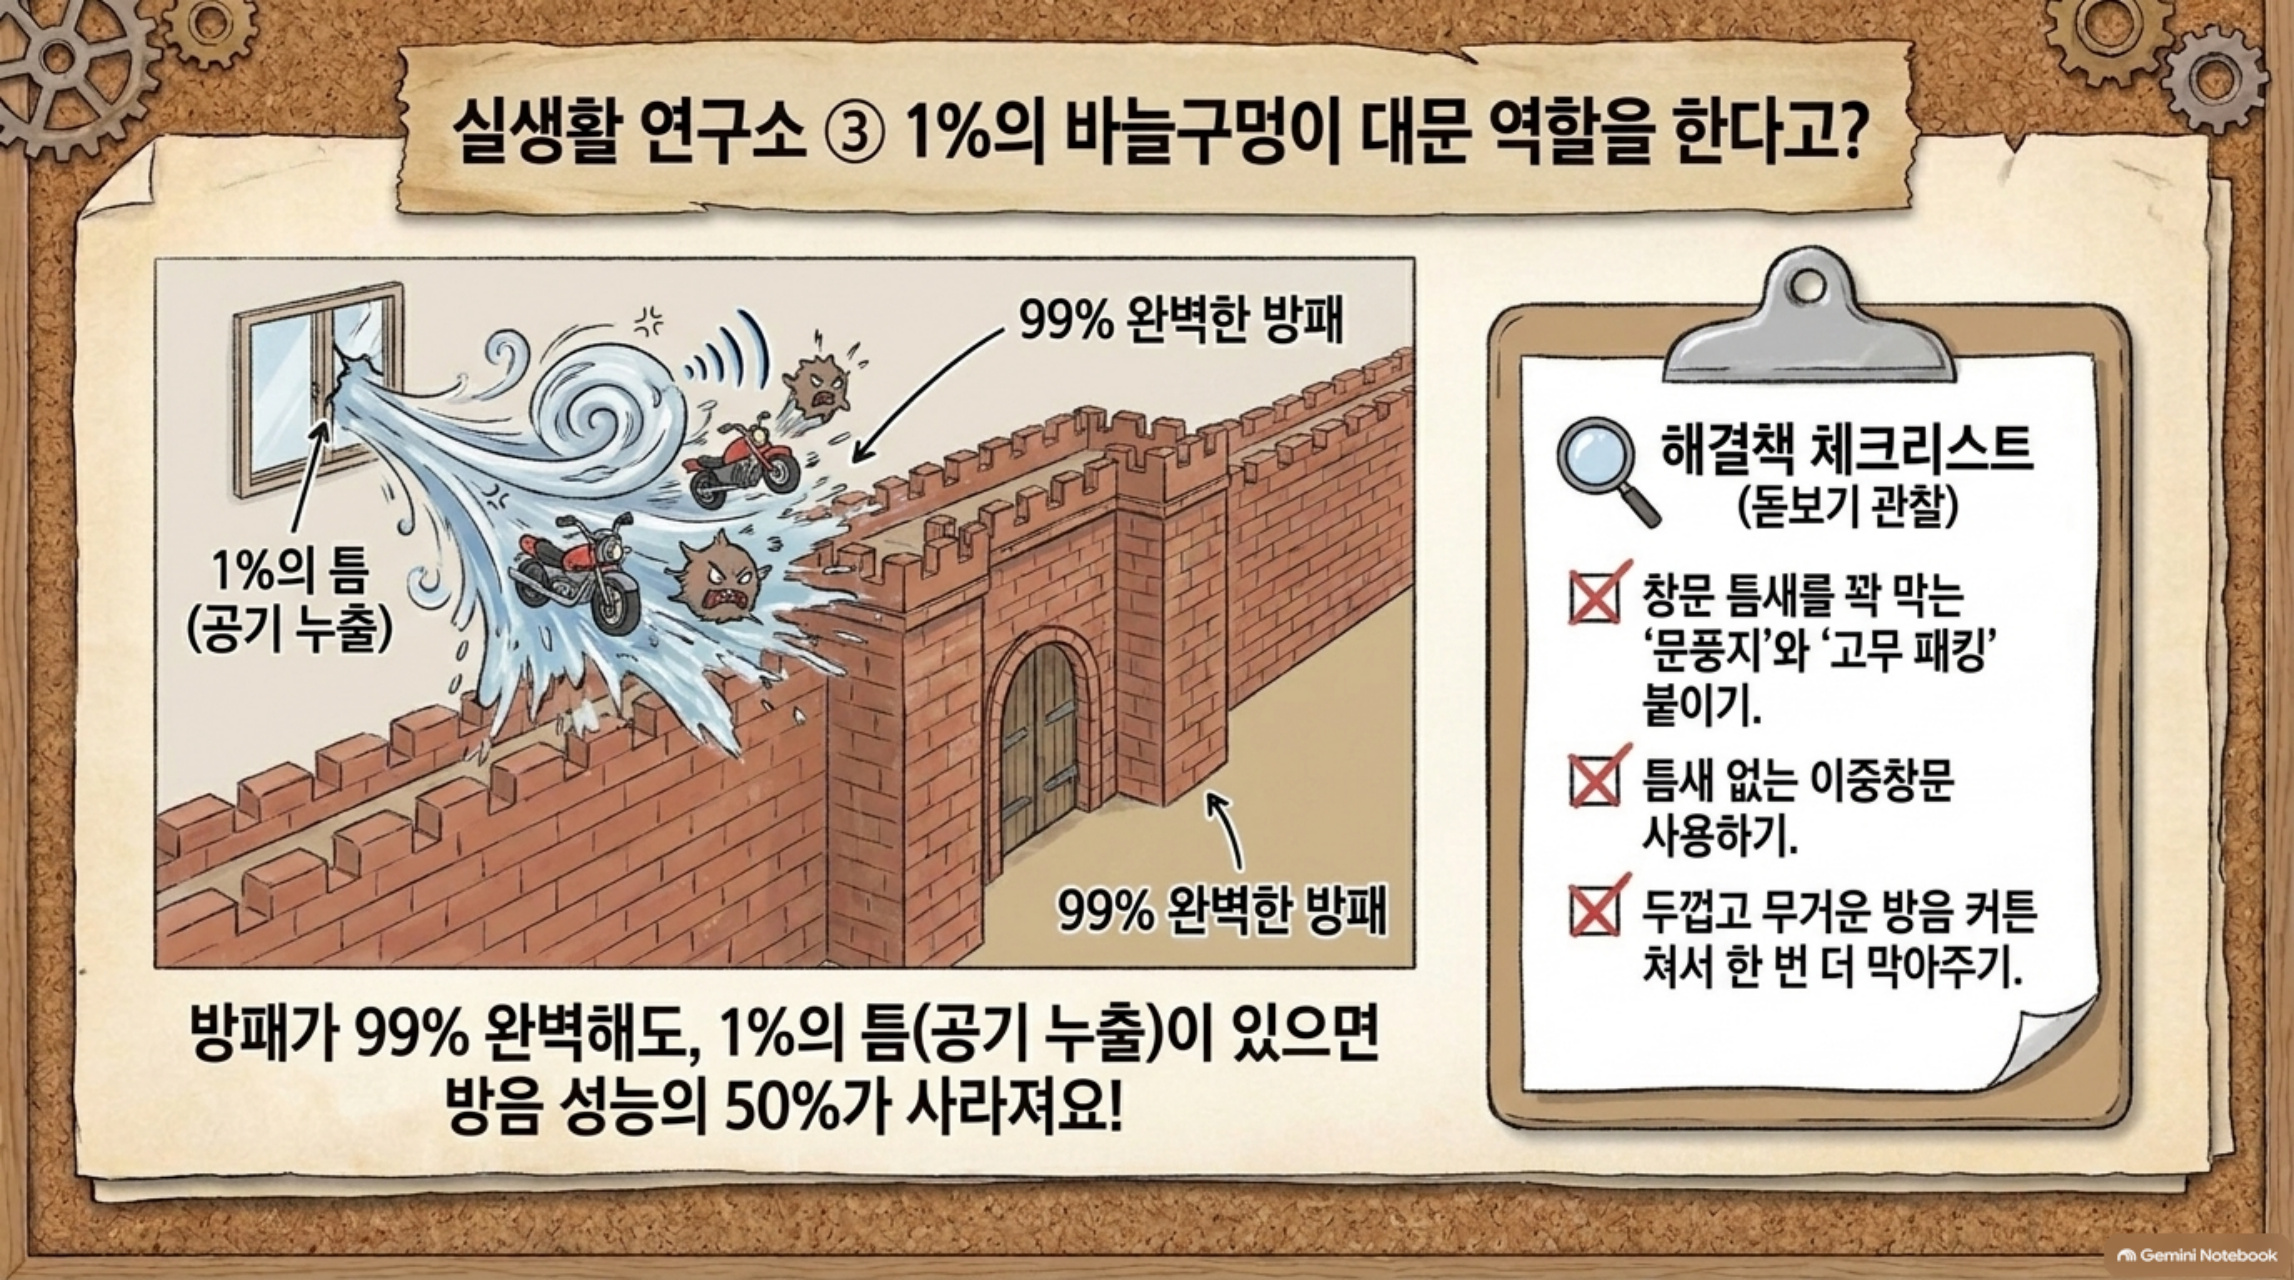 실생활 연구소 ③ 1%의 바늘구멍이 대문 역할을 한다고?
99% 완벽한 방패
1%의 틈
(공기 누출)
99% 완벽한 방패
방패가 99% 완벽해도, 1%의 틈(공기 누출)이 있으면
방음 성능의 50%가 사라져요!
해결책 체크리스트
(돋보기 관찰)
창문 틈새를 꽉 막는
‘문풍지’와 ‘고무 패킹’
붙이기.
틈새 없는 이중창문
사용하기.
두껍고 무거운 방음 커튼
쳐서 한 번 더 막아주기.
Gemini Notebook